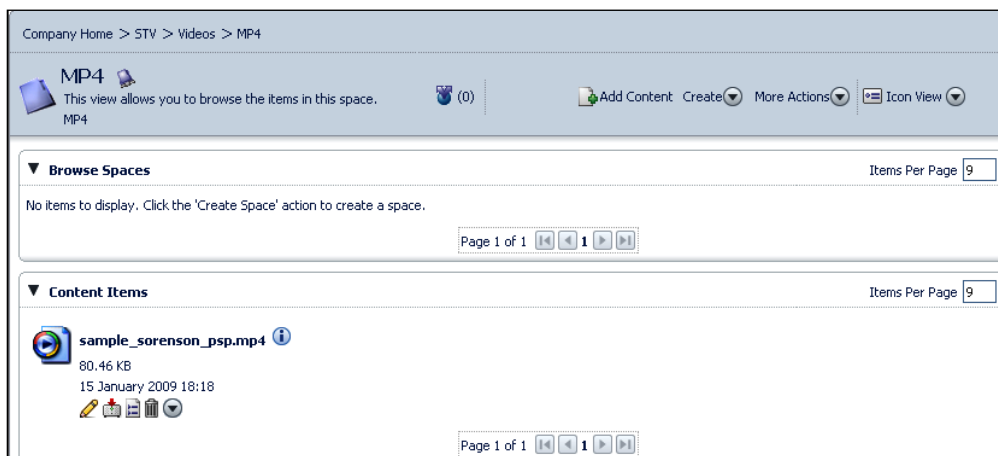 Company Home > STV > Videos > MP4
MP4
This view allows you to browse the items in this space.
MP4
(0)
Add Content Create More Actions Icon View
Browse Spaces Items Per Page 9
No items to display. Click the 'Create Space' action to create a space.
Page 1 of 1 1
Content Items Items Per Page 9
sample_sorenson_psp.mp4
80.46 KB
15 January 2009 18:18
Page 1 of 1 1